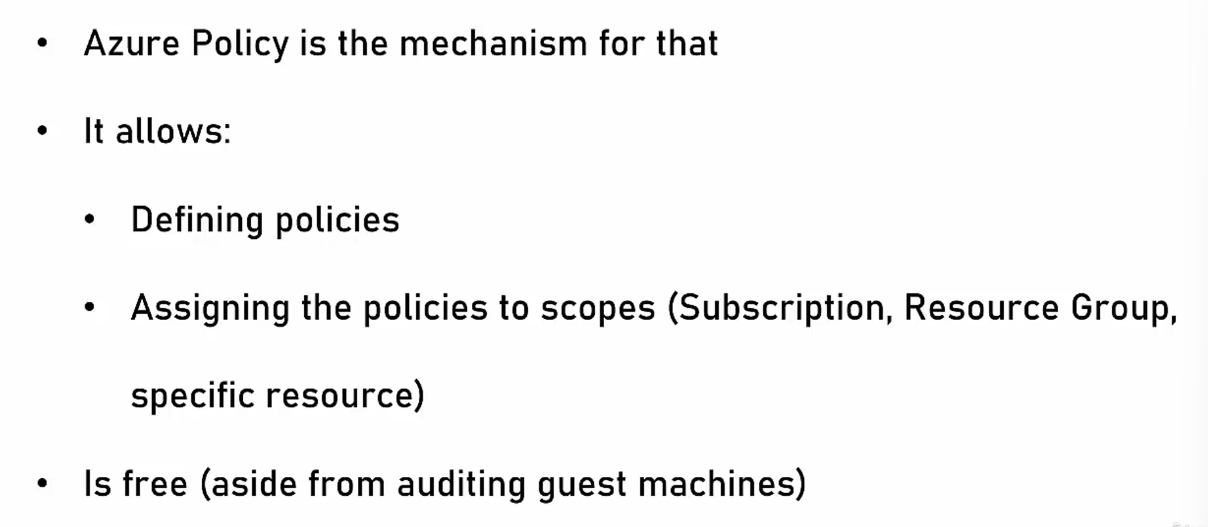 • Azure Policy is the mechanism for that
• It allows:
• Defining policies
• Assigning the policies to scopes (Subscription, Resource Group,
specific resource)
• Is free (aside from auditing guest machines)